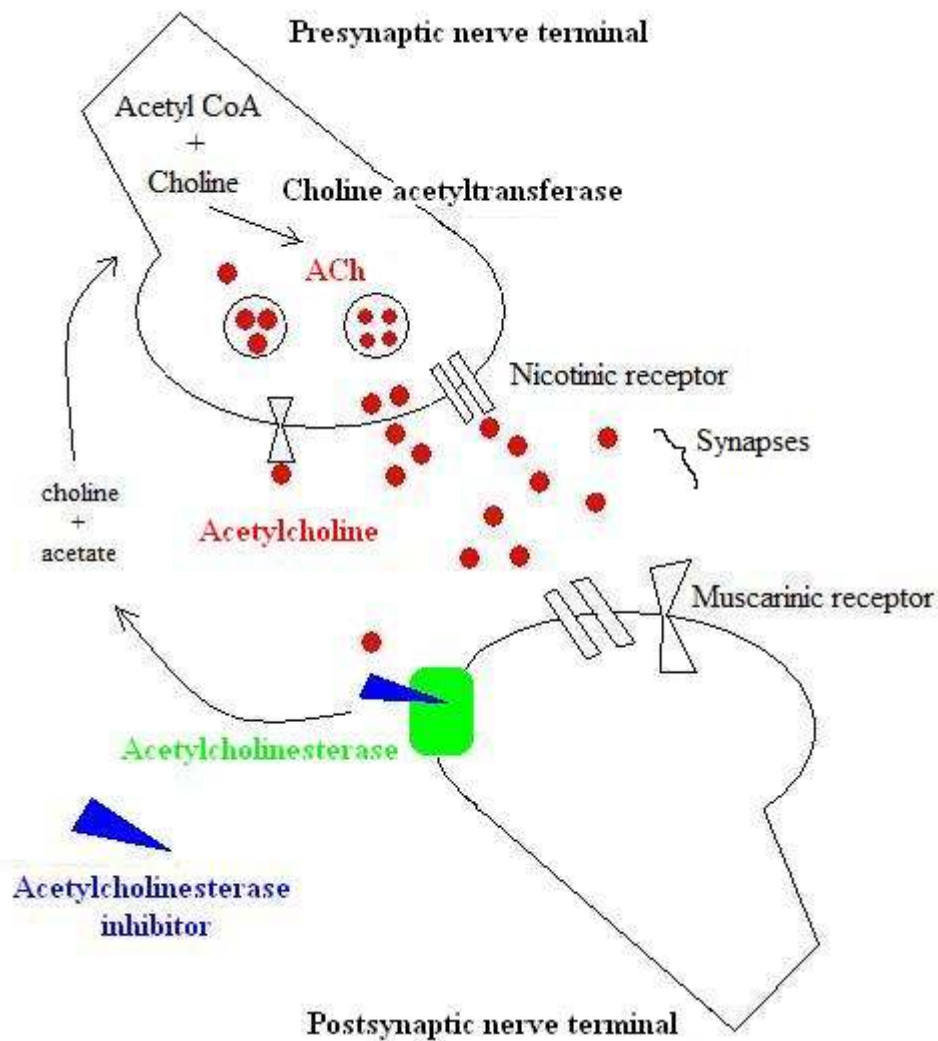 Presynaptic nerve terminal
Acetyl CoA
+
Choline
Choline acetyltransferase
ACh
Nicotinic receptor
Synapses
choline
+
acetate
Acetylcholine
Muscarinic receptor
Acetylcholinesterase
Acetylcholinesterase
inhibitor
Postsynaptic nerve terminal